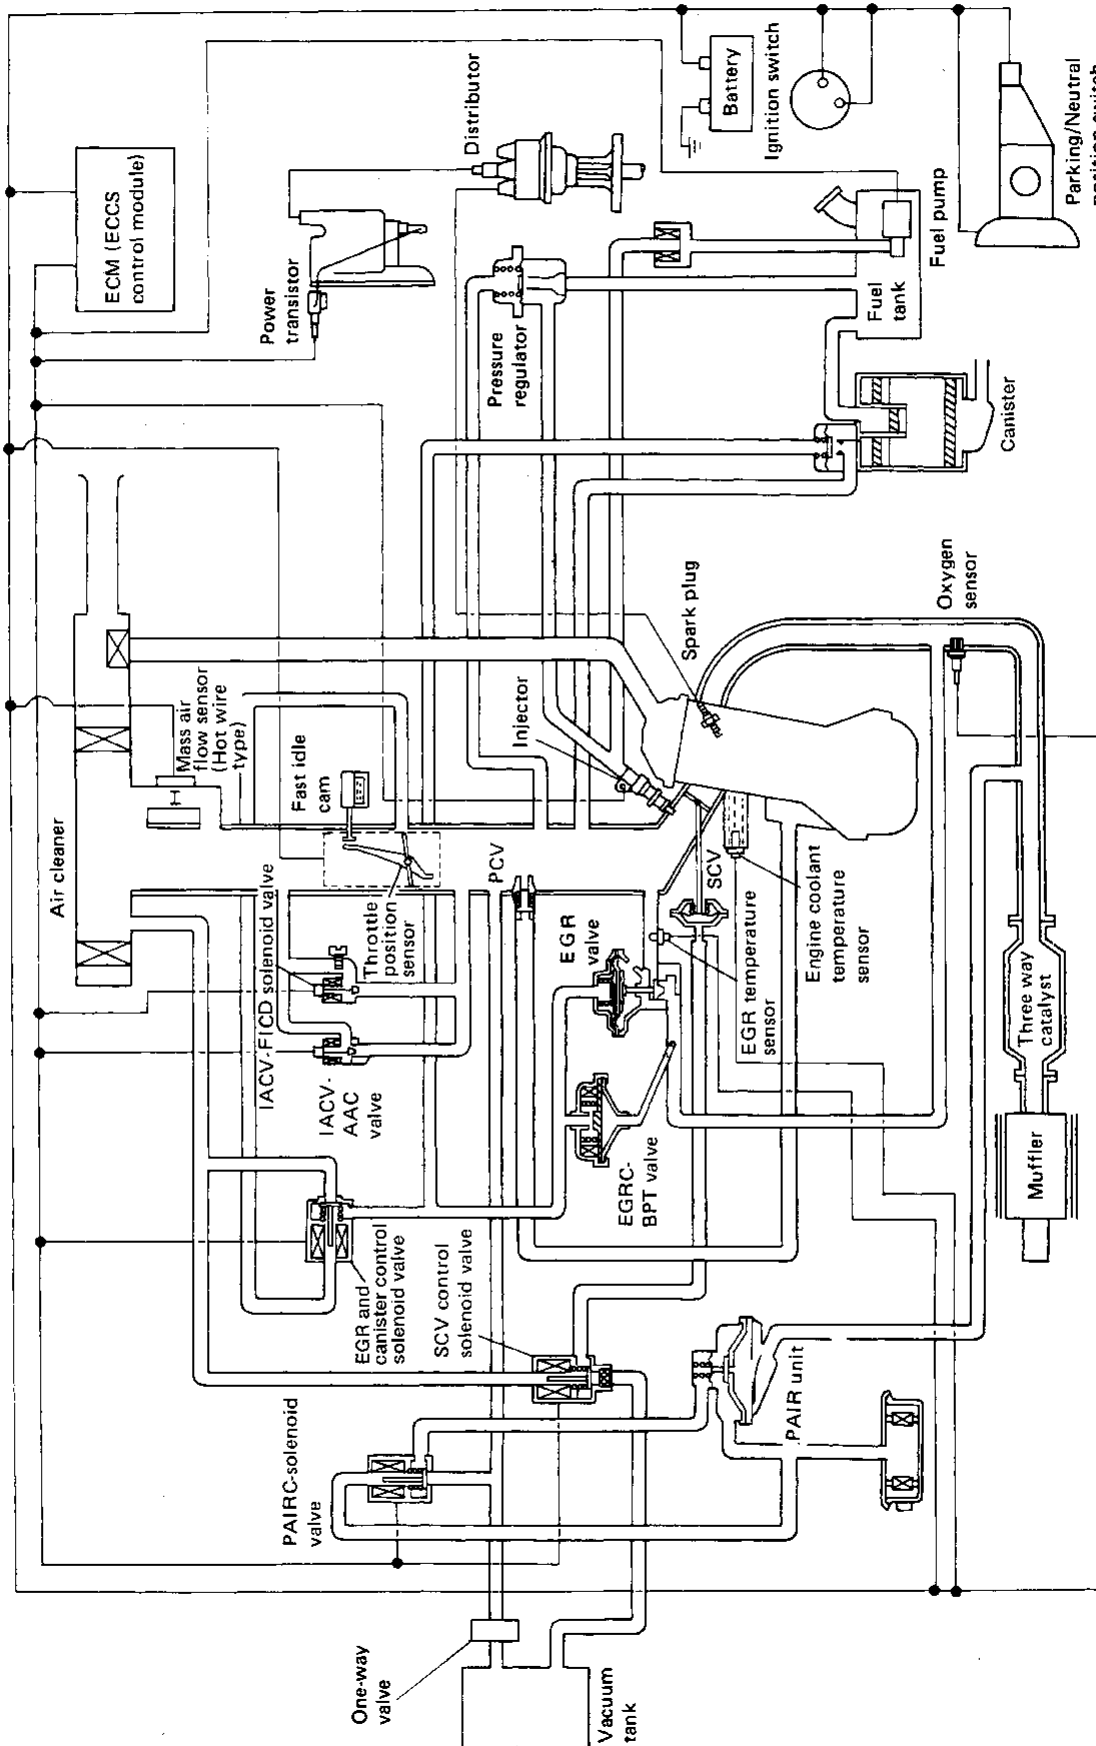 ECM (ECCS
control module)
Power
transistor
Distributor
Battery
Ignition switch
Parking/Neutral
Fuel pump
Fuel
tank
Pressure
regulator
Canister
Air cleaner
Mass air
flow sensor
(Hot wire
type)
Fast idle
cam
Injector
Spark plug
Oxygen
sensor
IACV-FICD solenoid valve
IACV-
AAC
valve
Throttle
position
sensor
PCV
EGR
valve
SCV
EGR temperature
sensor
Engine coolant
temperature
sensor
Three way
catalyst
Muffler
EGRC-
BPT valve
EGR and
canister control
solenoid valve
SCV control
solenoid valve
PAIRC-solenoid
valve
PAIR unit
One-way
valve
Vacuum
tank